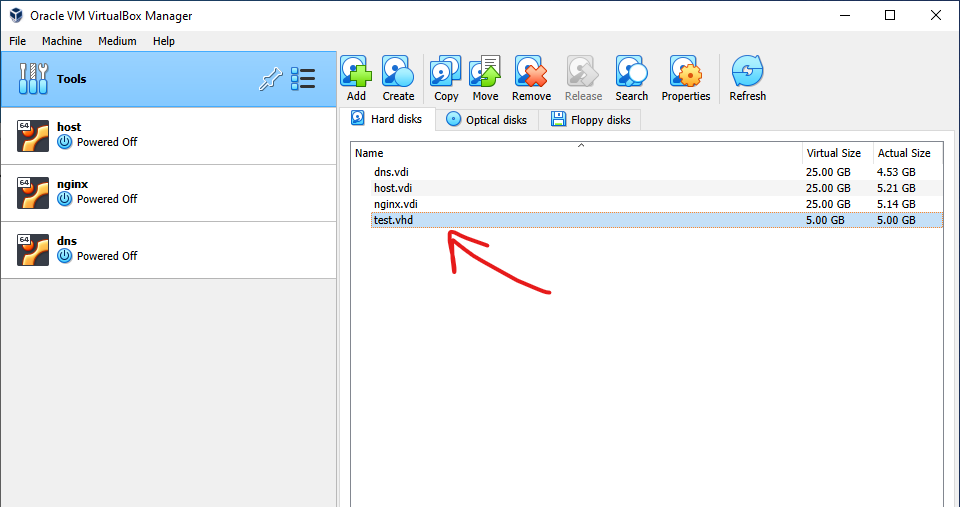 Oracle VM VirtualBox Manager
File Machine Medium Help
Tools
Add Create Copy Move Remove Release Search Properties Refresh
64 host
Powered Off
64 nginx
Powered Off
64 dns
Powered Off
Hard disks Optical disks Floppy disks
Name Virtual Size Actual Size
dns.vdi 25.00 GB 4.53 GB
host.vdi 25.00 GB 5.21 GB
nginx.vdi 25.00 GB 5.14 GB
test.vhd 5.00 GB 5.00 GB